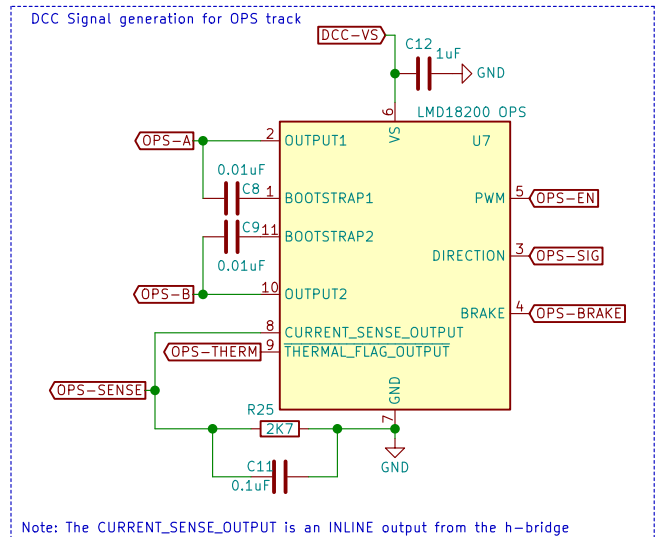 DCC Signal generation for OPS track
DCC-VS
C12
1uF
GND
6
LMD18200 OPS
VS
U7
OPS-A
2
OUTPUT1
0.01uF
C8
1
BOOTSTRAP1
PWM
5
OPS-EN
C9
11
BOOTSTRAP2
0.01uF
DIRECTION
3
OPS-SIG
OPS-B
10
OUTPUT2
BRAKE
4
OPS-BRAKE
8
CURRENT_SENSE_OUTPUT
OPS-THERM
9
THERMAL_FLAG_OUTPUT
OPS-SENSE
GND
7
R25
2K7
GND
C11
0.1uF
Note: The CURRENT_SENSE_OUTPUT is an INLINE output from the h-bridge